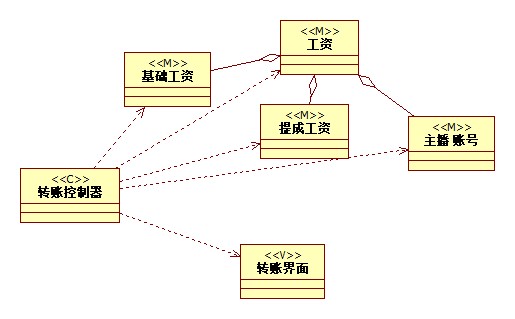 <<M>>
工资
<<M>>
基础工资
<<M>>
提成工资
<<M>>
主播 账号
<<C>>
转账控制器
<<V>>
转账界面